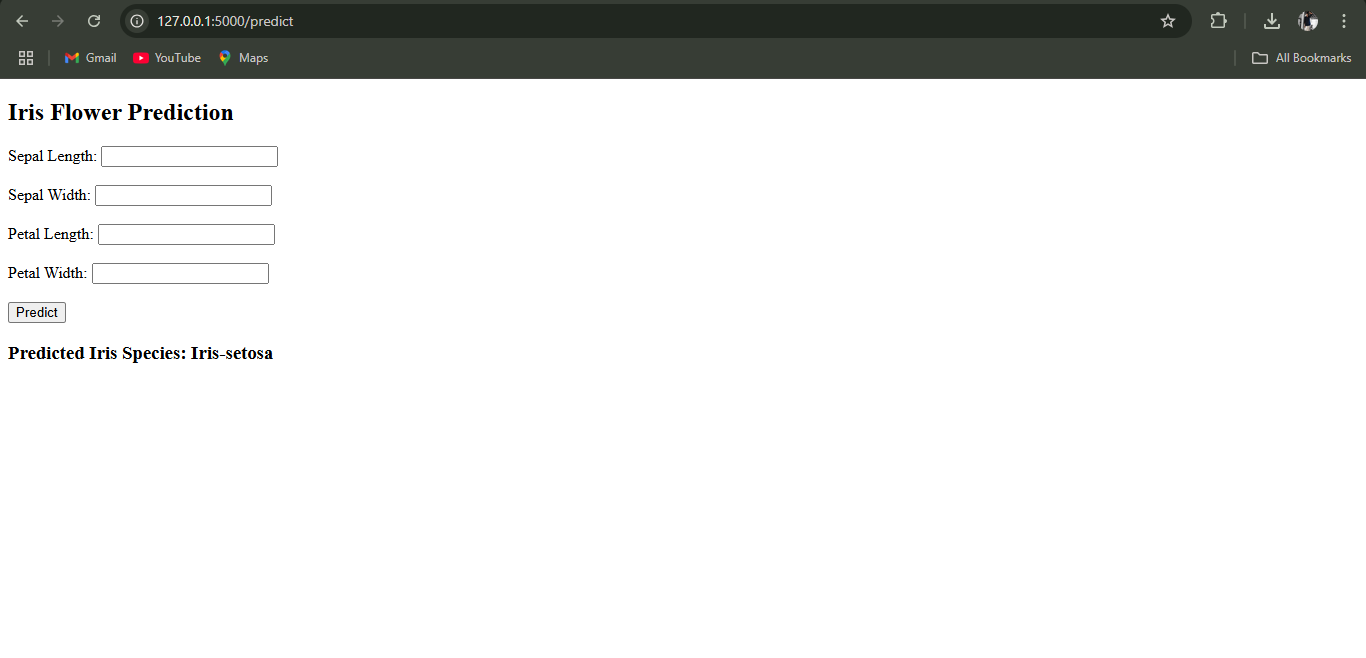 127.0.0.1:5000/predict
Gmail YouTube Maps All Bookmarks
Iris Flower Prediction
Sepal Length:
Sepal Width:
Petal Length:
Petal Width:
Predict
Predicted Iris Species: Iris-setosa